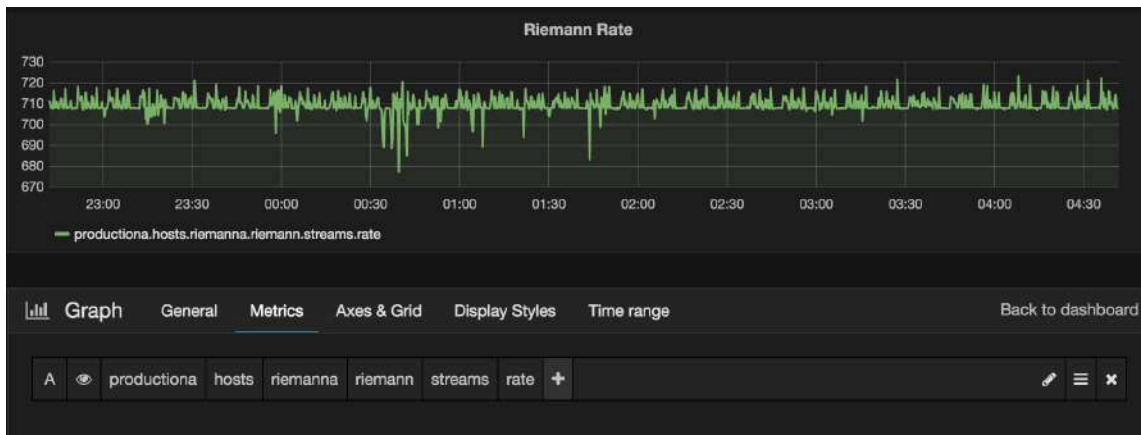 Riemann Rate
730
720
710
700
690
680
670
23:00 23:30 00:00 00:30 01:00 01:30 02:00 02:30 03:00 03:30 04:00 04:30
productiona.hosts.riemanna.riemann.streams.rate
Graph General Metrics Axes & Grid Display Styles Time range Back to dashboard
A productiona hosts riemanna riemann streams rate +